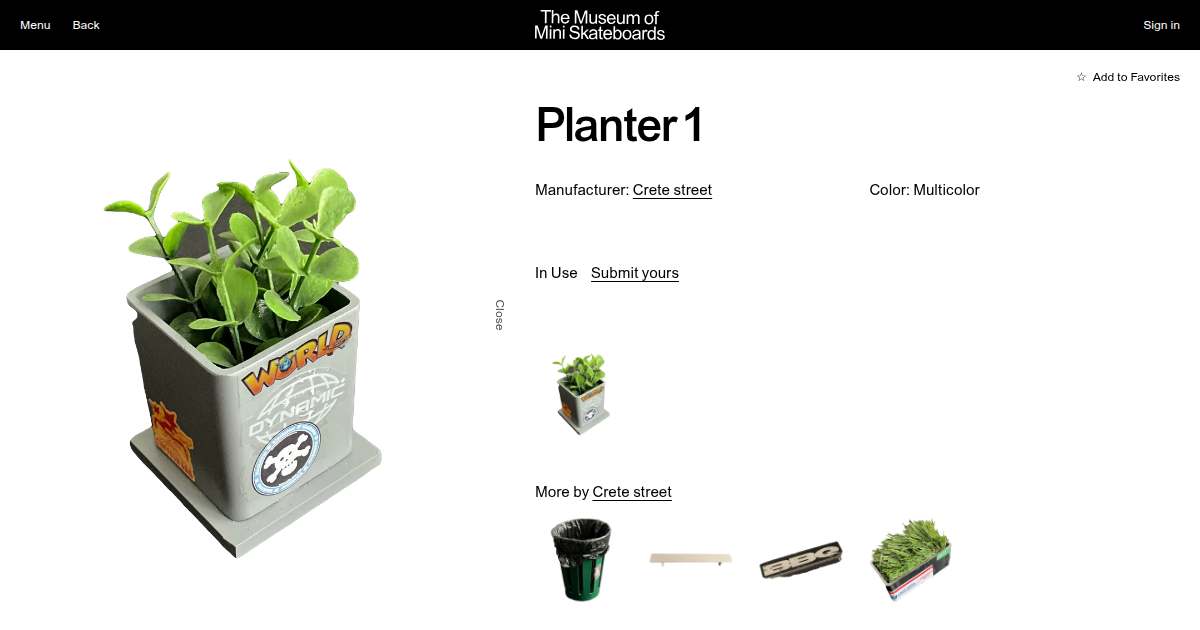 Menu
Back
The Museum of
Mini Skateboards
Sign in
☆ Add to Favorites
Planter 1
Manufacturer: Crete street
Color: Multicolor
In Use Submit yours
Close
WORLD
DYNAMIC
More by Crete street
BBQ